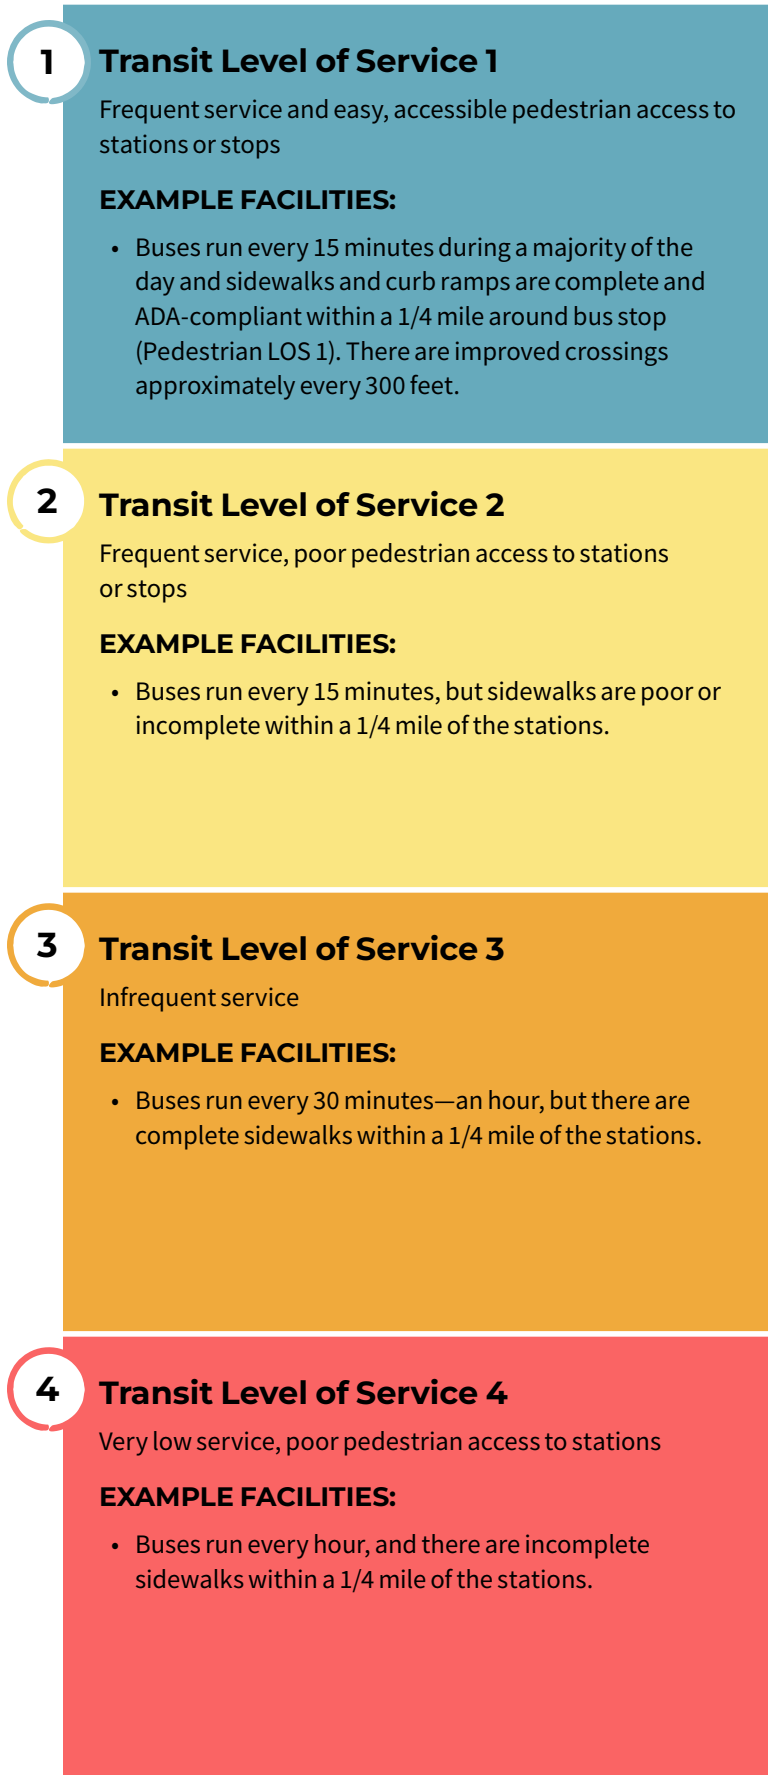 1
Transit Level of Service 1
Frequent service and easy, accessible pedestrian access to
stations or stops
EXAMPLE FACILITIES:
• Buses run every 15 minutes during a majority of the
day and sidewalks and curb ramps are complete and
ADA-compliant within a 1/4 mile around bus stop
(Pedestrian LOS 1). There are improved crossings
approximately every 300 feet.
2
Transit Level of Service 2
Frequent service, poor pedestrian access to stations
or stops
EXAMPLE FACILITIES:
• Buses run every 15 minutes, but sidewalks are poor or
incomplete within a 1/4 mile of the stations.
3
Transit Level of Service 3
Infrequent service
EXAMPLE FACILITIES:
• Buses run every 30 minutes—an hour, but there are
complete sidewalks within a 1/4 mile of the stations.
4
Transit Level of Service 4
Very low service, poor pedestrian access to stations
EXAMPLE FACILITIES:
• Buses run every hour, and there are incomplete
sidewalks within a 1/4 mile of the stations.